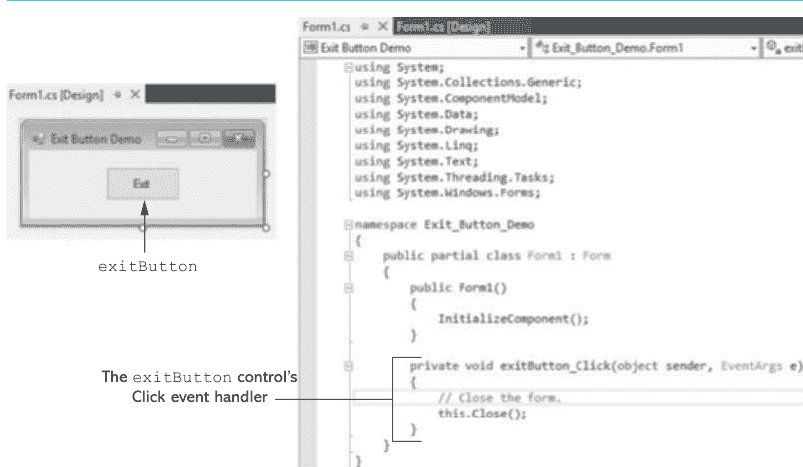 Form1.cs [Design]
Exit Button Demo
Exit
exitButton
The exitButton control's
Click event handler
Form1.cs Form1.cs [Design]
Exit Button Demo Exit_Button_Demo.Form1
using System;
using System.Collections.Generic;
using System.ComponentModel;
using System.Data;
using System.Drawing;
using System.Linq;
using System.Text;
using System.Threading.Tasks;
using System.Windows.Forms;
namespace Exit_Button_Demo
{
public partial class Form1 : Form
{
public Form1()
{
InitializeComponent();
}
private void exitButton_Click(object sender, EventArgs e)
{
// Close the form.
this.Close();
}
}
}